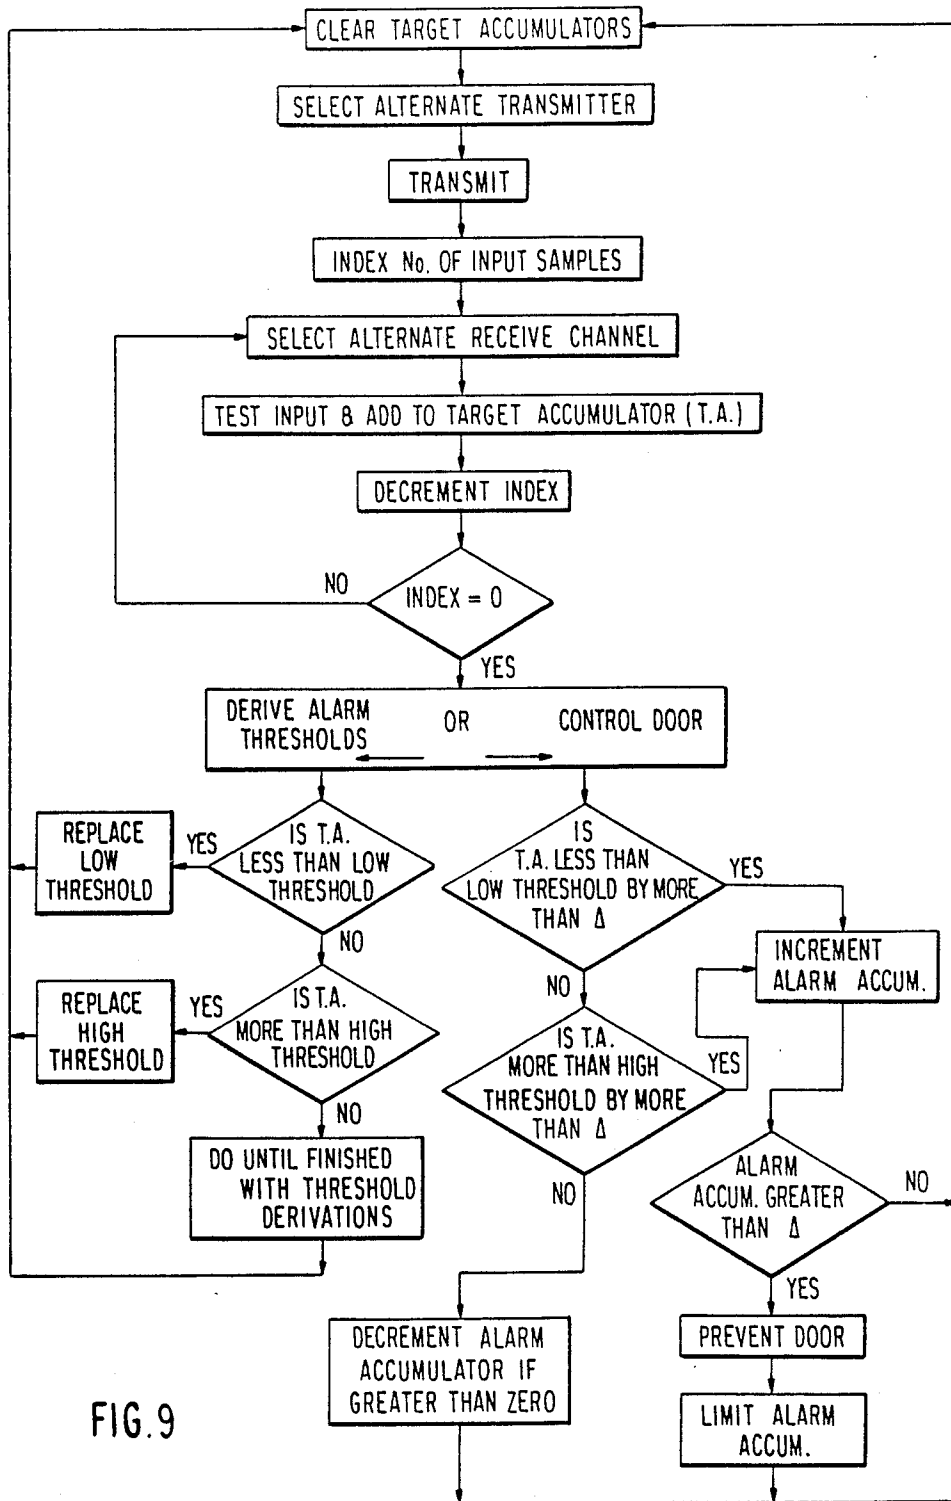 CLEAR TARGET ACCUMULATORS
SELECT ALTERNATE TRANSMITTER
TRANSMIT
INDEX No. OF INPUT SAMPLES
SELECT ALTERNATE RECEIVE CHANNEL
TEST INPUT & ADD TO TARGET ACCUMULATOR (T.A.)
DECREMENT INDEX
NO
INDEX = 0
YES
DERIVE ALARM
THRESHOLDS
OR
CONTROL DOOR
REPLACE
LOW
THRESHOLD
YES
IS T.A.
LESS THAN LOW
THRESHOLD
NO
IS
T.A. LESS THAN
LOW THRESHOLD BY MORE
THAN Δ
YES
NO
INCREMENT
ALARM ACCUM.
REPLACE
HIGH
THRESHOLD
YES
IS T.A.
MORE THAN HIGH
THRESHOLD
NO
IS T.A.
MORE THAN HIGH
THRESHOLD BY MORE
THAN Δ
YES
NO
DO UNTIL FINISHED
WITH THRESHOLD
DERIVATIONS
ALARM
ACCUM. GREATER
THAN Δ
NO
YES
DECREMENT ALARM
ACCUMULATOR IF
GREATER THAN ZERO
PREVENT DOOR
LIMIT ALARM
ACCUM.
FIG.9